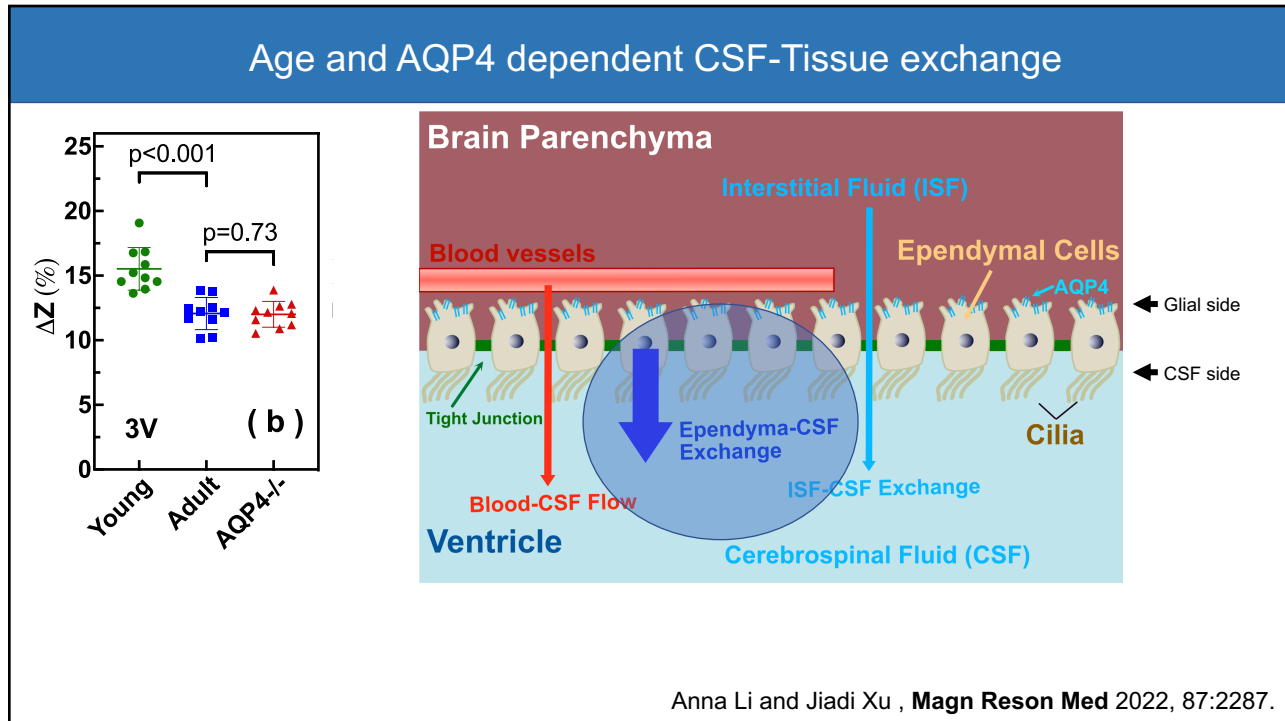 Age and AQP4 dependent CSF-Tissue exchange
25
20
15
10
5
0
ΔZ (%)
p<0.001
p=0.73
3V
( b )
Young
Adult
AQP4-/-
Brain Parenchyma
Interstitial Fluid (ISF)
Blood vessels
Ependymal Cells
AQP4
Glial side
CSF side
Tight Junction
Ependyma-CSF
Exchange
Cilia
Blood-CSF Flow
ISF-CSF Exchange
Ventricle
Cerebrospinal Fluid (CSF)
Anna Li and Jiadi Xu , Magn Reson Med 2022, 87:2287.